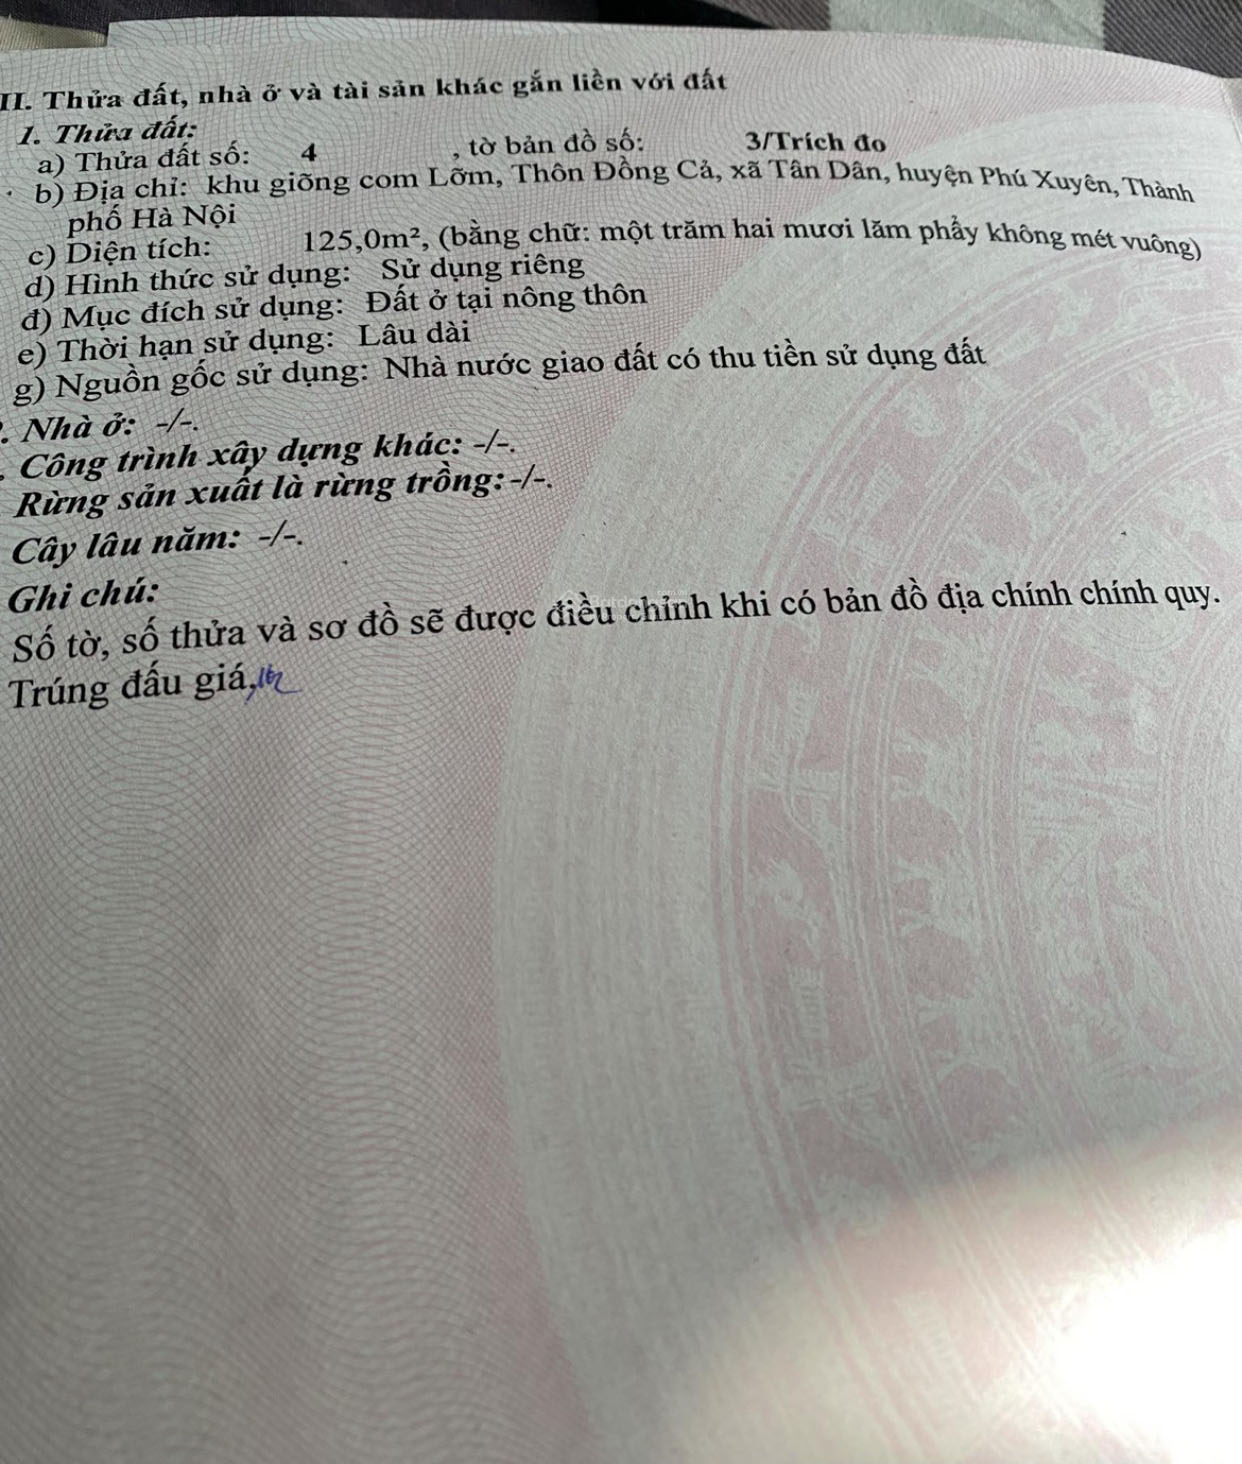 II. Thửa đất, nhà ở và tài sản khác gắn liền với đất
1. Thửa đất:
a) Thửa đất số: 4 , tờ bản đồ số: 3/Trích đo
b) Địa chỉ: khu giõng com Lỡm, Thôn Đồng Cả, xã Tân Dân, huyện Phú Xuyên, Thành
phố Hà Nội
c) Diện tích: 125,0m², (bằng chữ: một trăm hai mươi lăm phẩy không mét vuông)
d) Hình thức sử dụng: Sử dụng riêng
đ) Mục đích sử dụng: Đất ở tại nông thôn
e) Thời hạn sử dụng: Lâu dài
g) Nguồn gốc sử dụng: Nhà nước giao đất có thu tiền sử dụng đất
. Nhà ở: -/-.
. Công trình xây dựng khác: -/-.
Rừng sản xuất là rừng trồng: -/-.
Cây lâu năm: -/-.
Ghi chú:
Số tờ, số thửa và sơ đồ sẽ được điều chỉnh khi có bản đồ địa chính chính quy.
Trúng đấu giá,